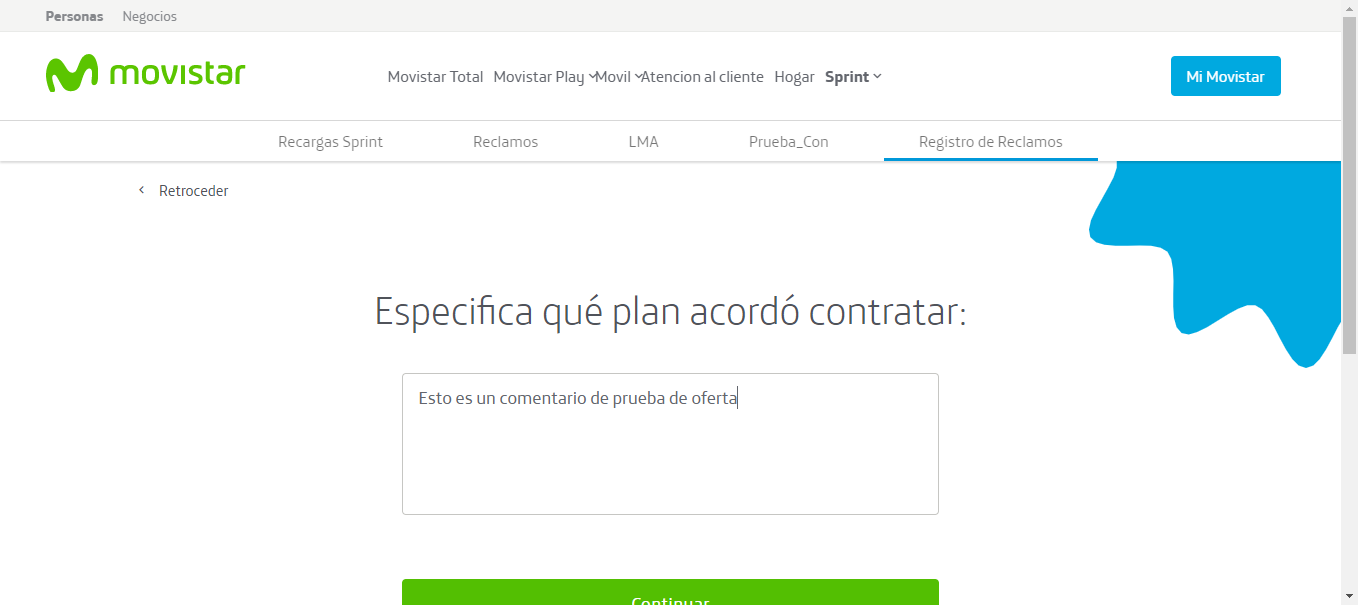 Personas Negocios
movistar
Movistar Total Movistar Play Movil Atencion al cliente Hogar Sprint
Mi Movistar
Recargas Sprint Reclamos LMA Prueba_Con Registro de Reclamos
Retroceder
Especifica qué plan acordó contratar:
Esto es un comentario de prueba de oferta
Continuar